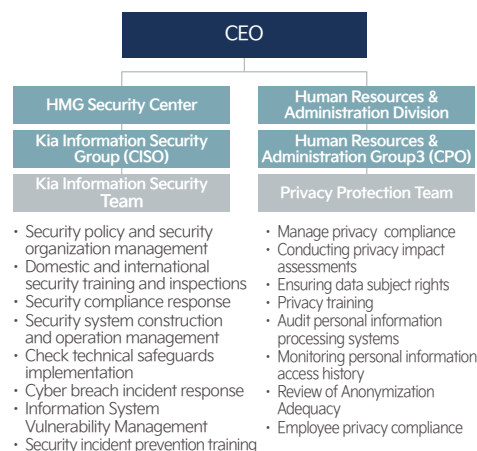 CEO
HMG Security Center
Kia Information Security
Group (CISO)
Kia Information Security
Team
• Security policy and security
organization management
• Domestic and international
security training and inspections
• Security compliance response
• Security system construction
and operation management
• Check technical safeguards
implementation
• Cyber breach incident response
• Information System
Vulnerability Management
• Security incident prevention training
Human Resources &
Administration Division
Human Resources &
Administration Group3 (CPO)
Privacy Protection Team
• Manage privacy compliance
• Conducting privacy impact
assessments
• Ensuring data subject rights
• Privacy training
• Audit personal information
processing systems
• Monitoring personal information
access history
• Review of Anonymization
Adequacy
• Employee privacy compliance